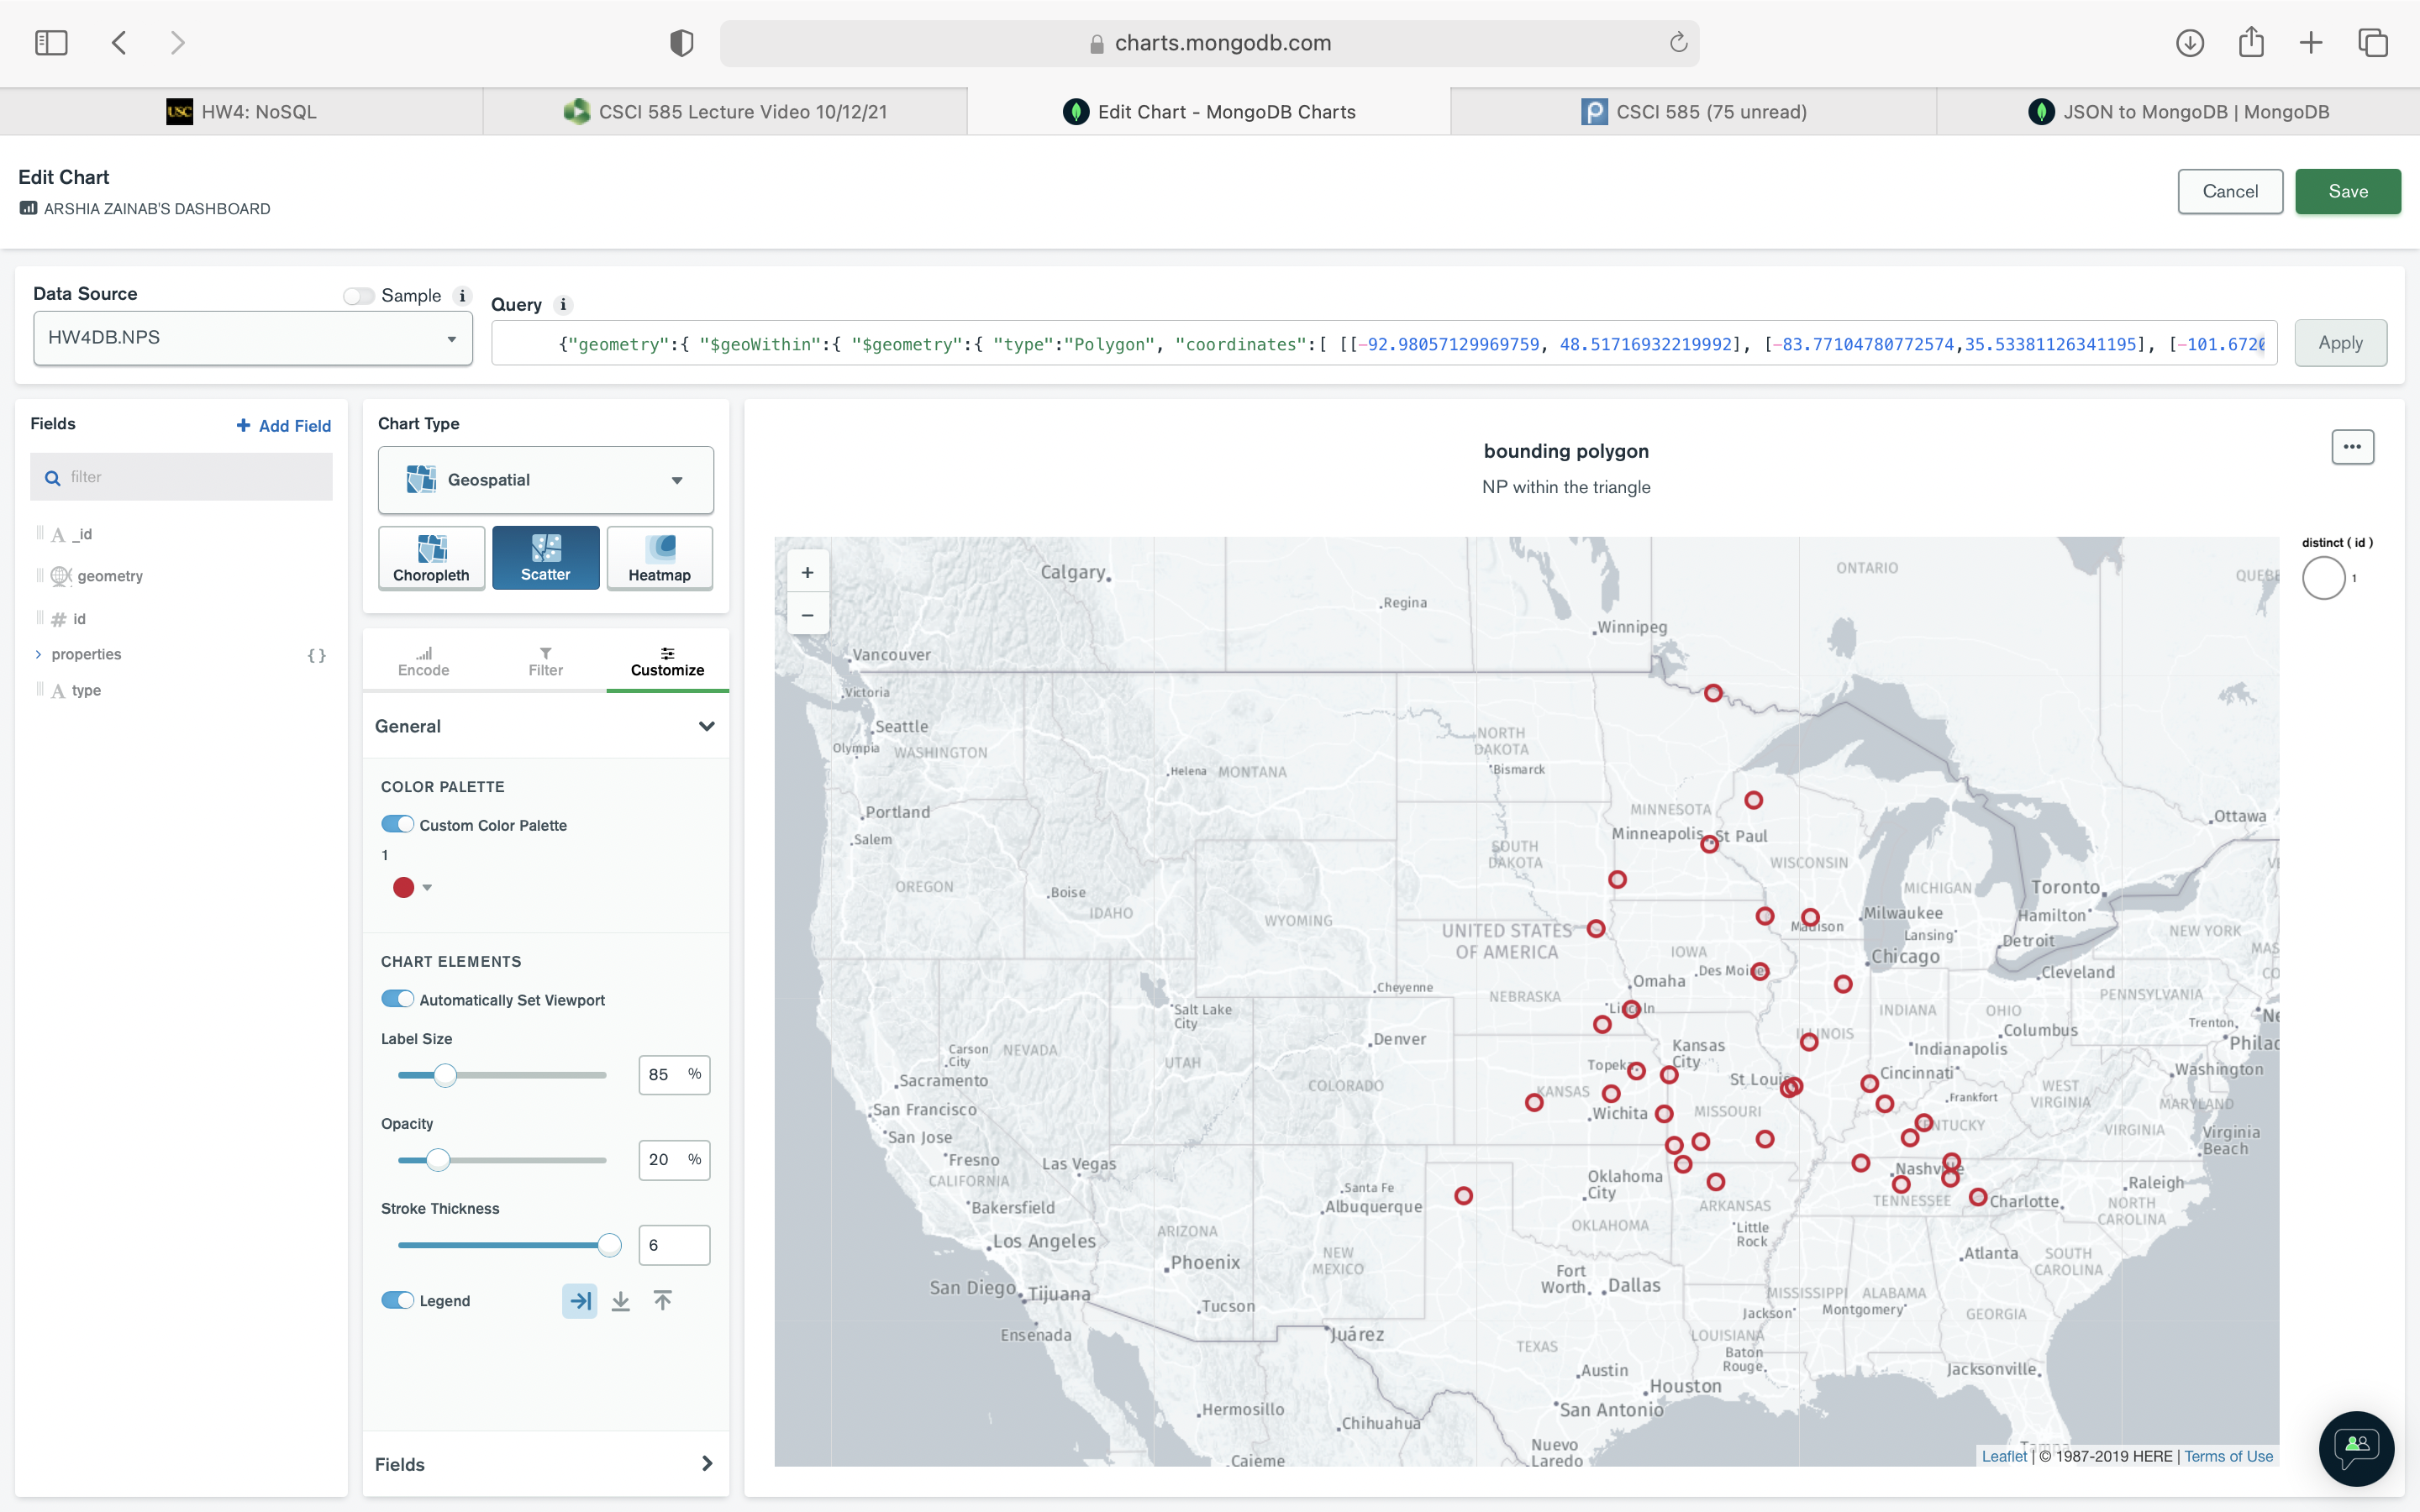 charts.mongodb.com
USC HW4: NoSQL
CSCI 585 Lecture Video 10/12/21
Edit Chart - MongoDB Charts
CSCI 585 (75 unread)
JSON to MongoDB | MongoDB
Edit Chart
ARSHIA ZAINAB'S DASHBOARD
Cancel
Save
Data Source
Sample
Query
HW4DB.NPS
{"geometry":{ "$geoWithin":{ "$geometry":{ "type":"Polygon", "coordinates":[ [[-92.98057129969759, 48.51716932219992], [-83.77104780772574,35.53381126341195], [-101.6720
Apply
Fields
+ Add Field
filter
A _id
geometry
# id
properties { }
A type
Chart Type
Geospatial
Choropleth
Scatter
Heatmap
Encode
Filter
Customize
General
COLOR PALETTE
Custom Color Palette
1
CHART ELEMENTS
Automatically Set Viewport
Label Size
85 %
Opacity
20 %
Stroke Thickness
6
Legend
Fields
bounding polygon
NP within the triangle
distinct ( id )
1
+
−
Calgary
ONTARIO
Regina
Winnipeg
Vancouver
Victoria
Seattle
Olympia
WASHINGTON
NORTH
DAKOTA
Bismarck
Helena
MONTANA
Portland
Salem
MINNESOTA
Minneapolis
St Paul
Ottawa
SOUTH
DAKOTA
WISCONSIN
OREGON
Boise
IDAHO
WYOMING
MICHIGAN
Toronto
Milwaukee
Hamilton
UNITED STATES
OF AMERICA
Madison
Lansing
Detroit
NEW YORK
IOWA
Chicago
Des Moine
Omaha
Cleveland
Cheyenne
NEBRASKA
PENNSYLVANIA
Salt Lake
City
Lincoln
INDIANA
OHIO
Trenton
Columbus
Philad
Denver
ILLINOIS
Carson
City
NEVADA
UTAH
Kansas
City
Indianapolis
Topeka
Sacramento
COLORADO
St Louis
Cincinnati
Washington
KANSAS
WEST
VIRGINIA
Frankfort
MARYLAND
San Francisco
Wichita
MISSOURI
San Jose
KENTUCKY
VIRGINIA
Virginia
Beach
Fresno
Las Vegas
CALIFORNIA
Oklahoma
City
Nashville
Santa Fe
Raleigh
Bakersfield
Albuquerque
ARKANSAS
TENNESSEE
Charlotte
NORTH
CAROLINA
ARIZONA
OKLAHOMA
Little
Rock
Los Angeles
Phoenix
NEW
MEXICO
Atlanta
SOUTH
CAROLINA
San Diego
Tijuana
Fort
Worth
Dallas
MISSISSIPPI
ALABAMA
Tucson
Jackson
Montgomery
GEORGIA
Ensenada
Juárez
TEXAS
LOUISIANA
Baton
Rouge
Austin
Jacksonville
Houston
Hermosillo
San Antonio
Chihuahua
Nuevo
Laredo
Leaflet | © 1987-2019 HERE | Terms of Use